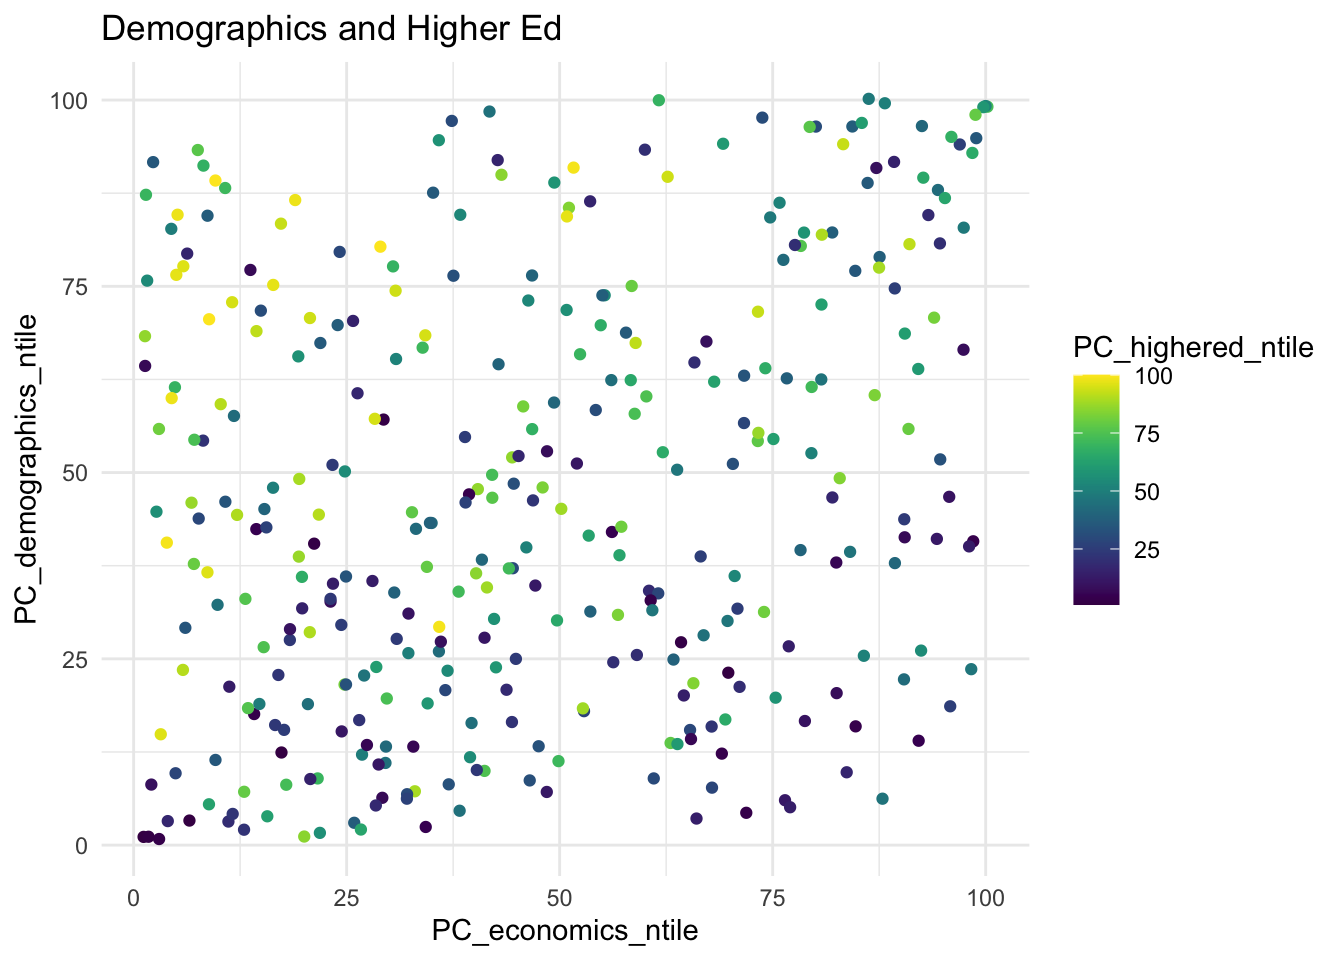 Demographics and Higher Ed
100
75
50
25
0
PC_demographics_ntile
0 25 50 75 100
PC_economics_ntile
PC_highered_ntile
100
75
50
25